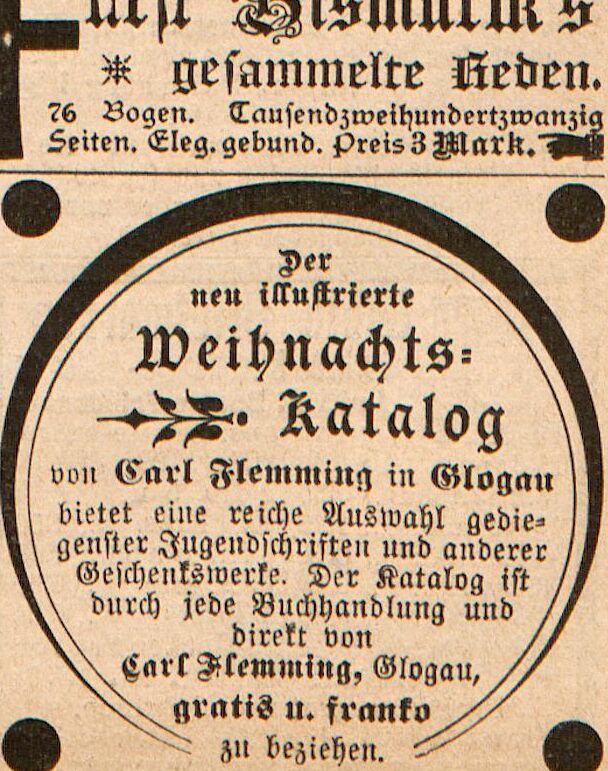 Fürst Bismarck's
gesammelte Reden.
76 Bogen. Tausendzweihundertzwanzig
Seiten. Eleg. gebund. Preis 3 Mark.
Der
neu illustrierte
Weihnachts-
Katalog
von Carl Flemming in Glogau
bietet eine reiche Auswahl gedie-
genster Jugendschriften und anderer
Geschenkswerke. Der Katalog ist
durch jede Buchhandlung und
direkt von
Carl Flemming, Glogau,
gratis u. franko
zu beziehen.